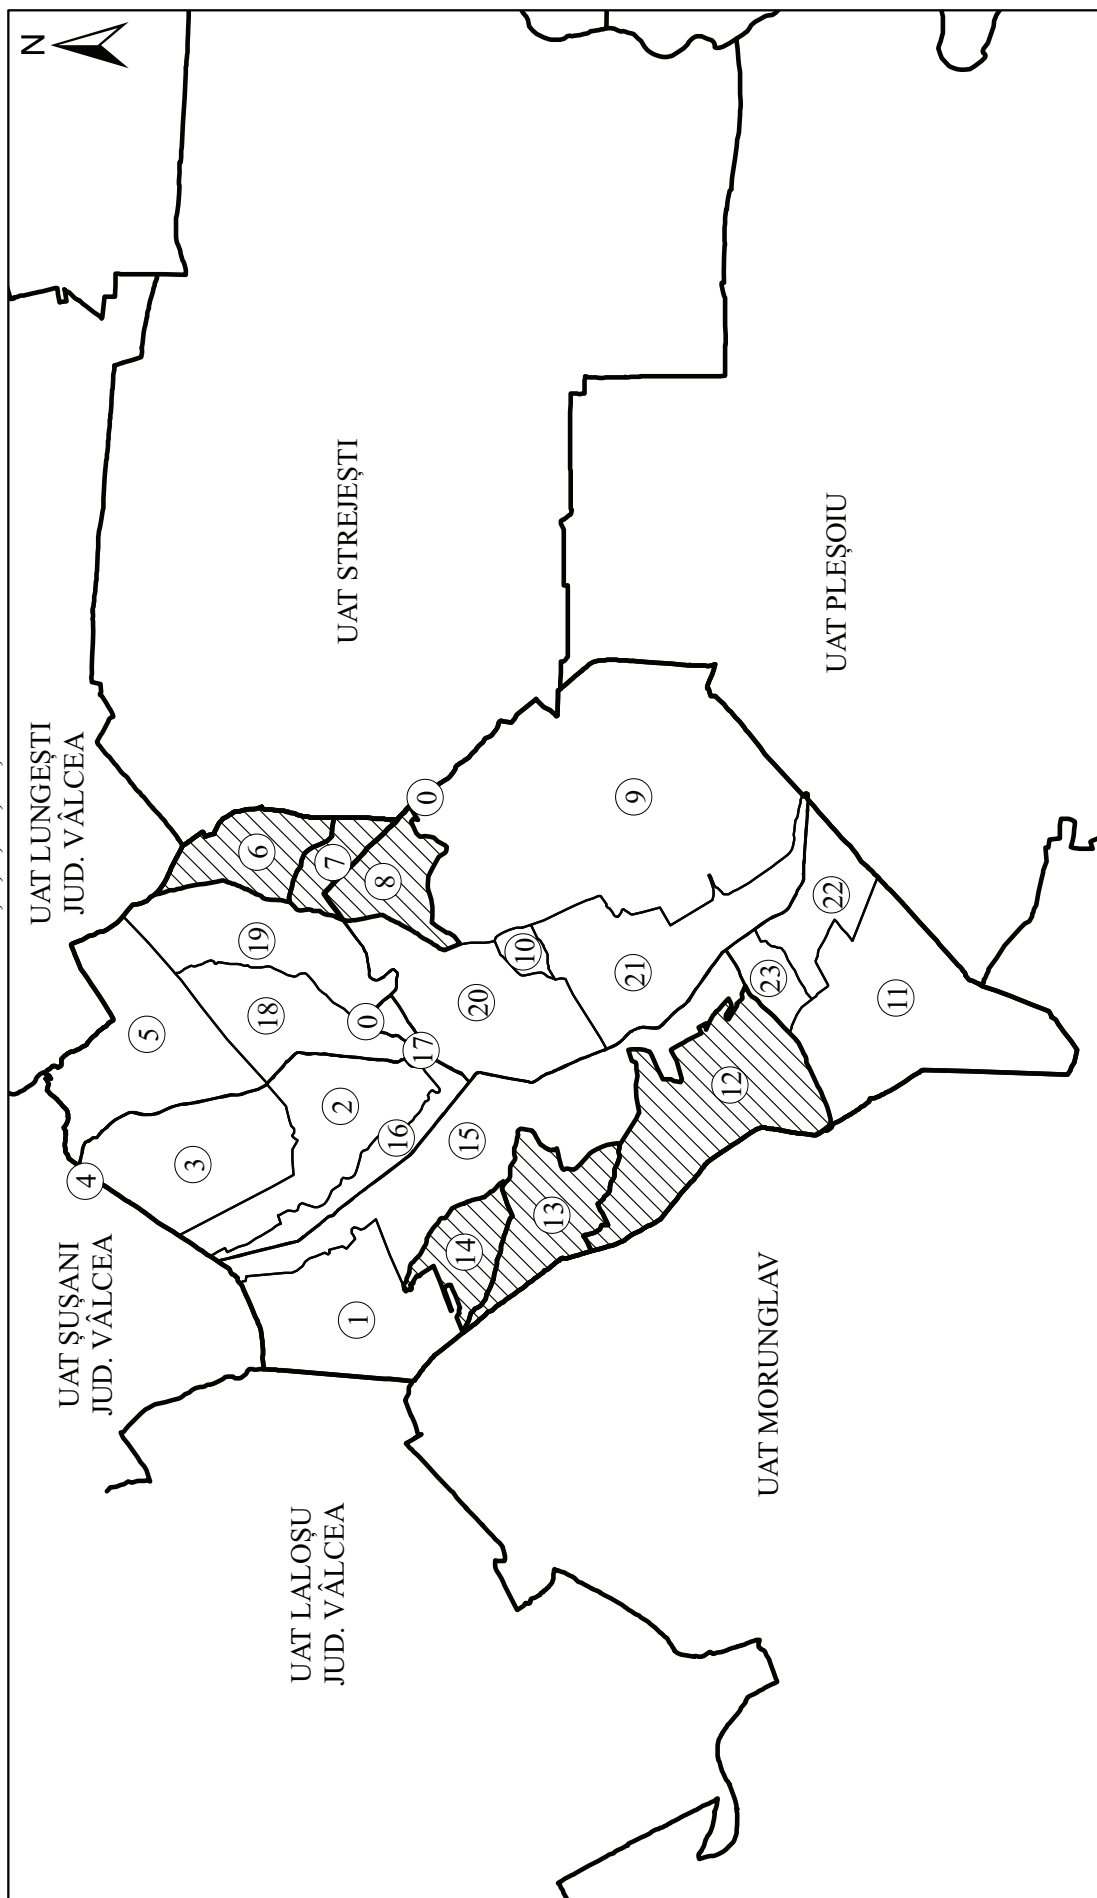 N
UAT LUNGEȘTI
JUD. VÂLCEA
UAT ȘUȘANI
JUD. VÂLCEA
UAT STREJEȘTI
UAT LALOȘU
JUD. VÂLCEA
UAT PLEȘOIU
UAT MORUNGLAV
4
3
5
19
18
6
7
8
0
0
2
17
16
15
1
14
13
20
10
21
9
12
23
22
11